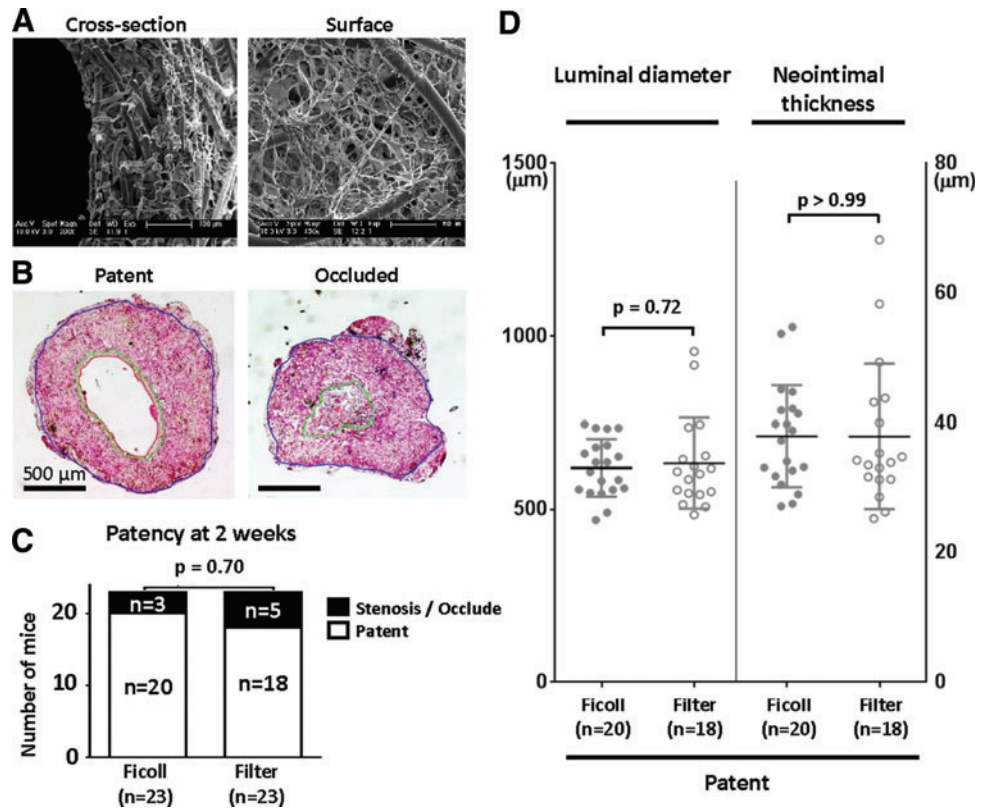 A
Cross-section
Surface
B
Patent
Occluded
500 µm
C
Patency at 2 weeks
p = 0.70
Number of mice
20
10
0
n=3
n=5
n=20
n=18
Stenosis / Occlude
Patent
Ficoll
(n=23)
Filter
(n=23)
D
Luminal diameter
Neointimal
thickness
1500
(µm)
1000
500
0
80
(µm)
60
40
20
0
p = 0.72
p > 0.99
Ficoll
(n=20)
Filter
(n=18)
Ficoll
(n=20)
Filter
(n=18)
Patent